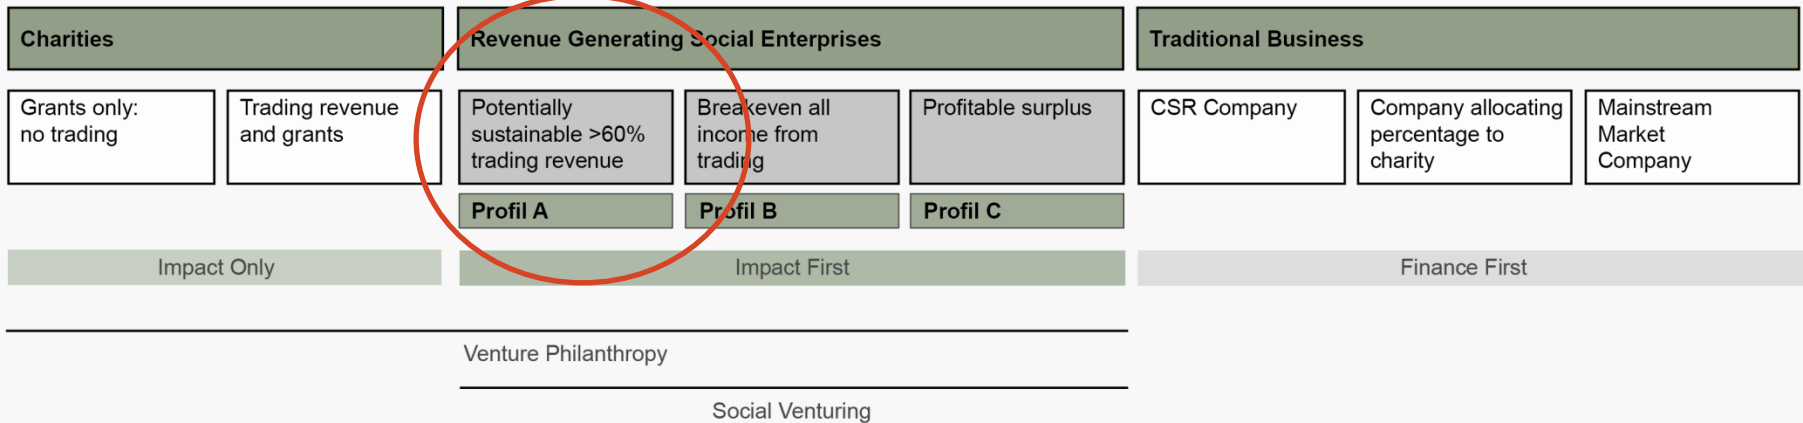 Charities
Revenue Generating Social Enterprises
Traditional Business
Grants only:
no trading
Trading revenue
and grants
Potentially
sustainable >60%
trading revenue
Breakeven all
income from
trading
Profitable surplus
CSR Company
Company allocating
percentage to
charity
Mainstream
Market
Company
Profil A
Profil B
Profil C
Impact Only
Impact First
Finance First
Venture Philanthropy
Social Venturing